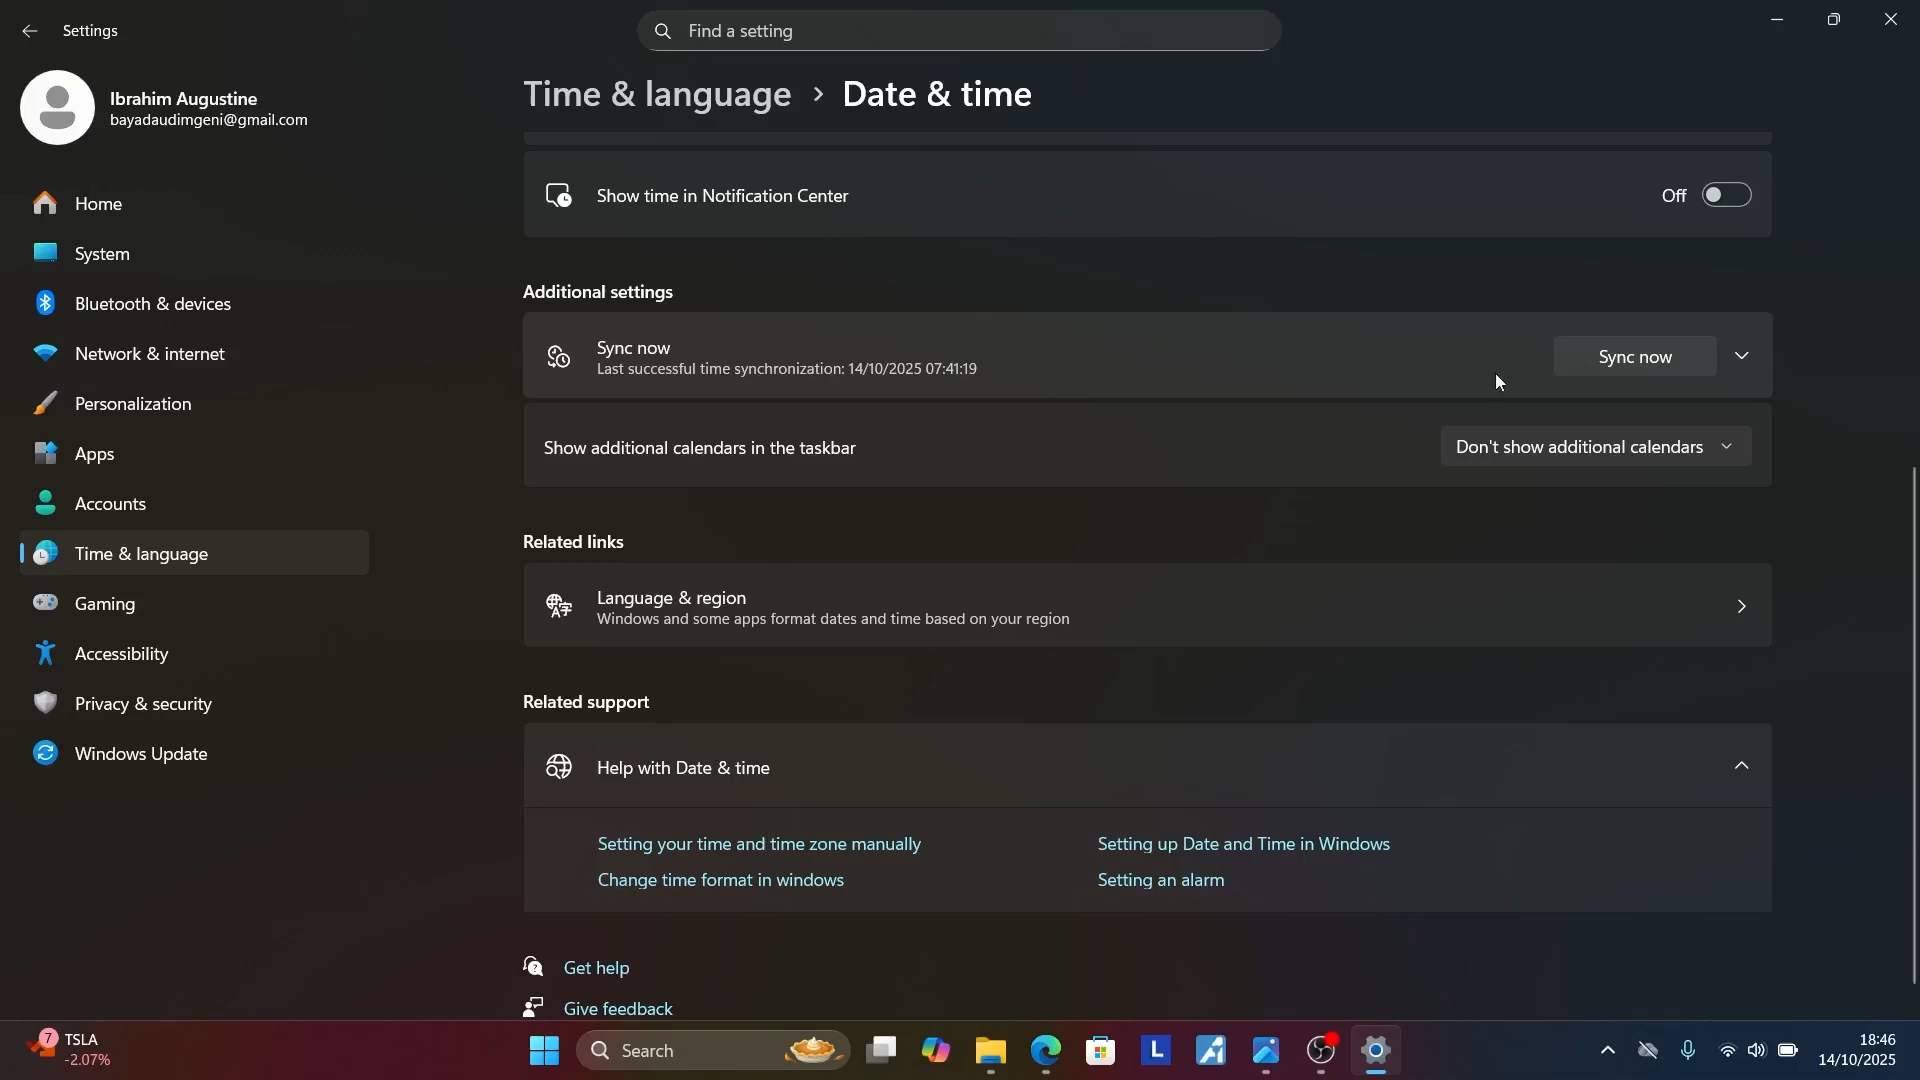 Settings
Find a setting
Ibrahim Augustine
bayadaudimgeni@gmail.com
Home
System
Bluetooth & devices
Network & internet
Personalization
Apps
Accounts
Time & language
Gaming
Accessibility
Privacy & security
Windows Update
Time & language > Date & time
Show time in Notification Center
Off
Additional settings
Sync now
Last successful time synchronization: 14/10/2025 07:41:19
Sync now
Show additional calendars in the taskbar
Don't show additional calendars
Related links
Language & region
Windows and some apps format dates and time based on your region
Related support
Help with Date & time
Setting your time and time zone manually
Setting up Date and Time in Windows
Change time format in windows
Setting an alarm
Get help
Give feedback
7
TSLA
-2.07%
Search
L
18:46
14/10/2025